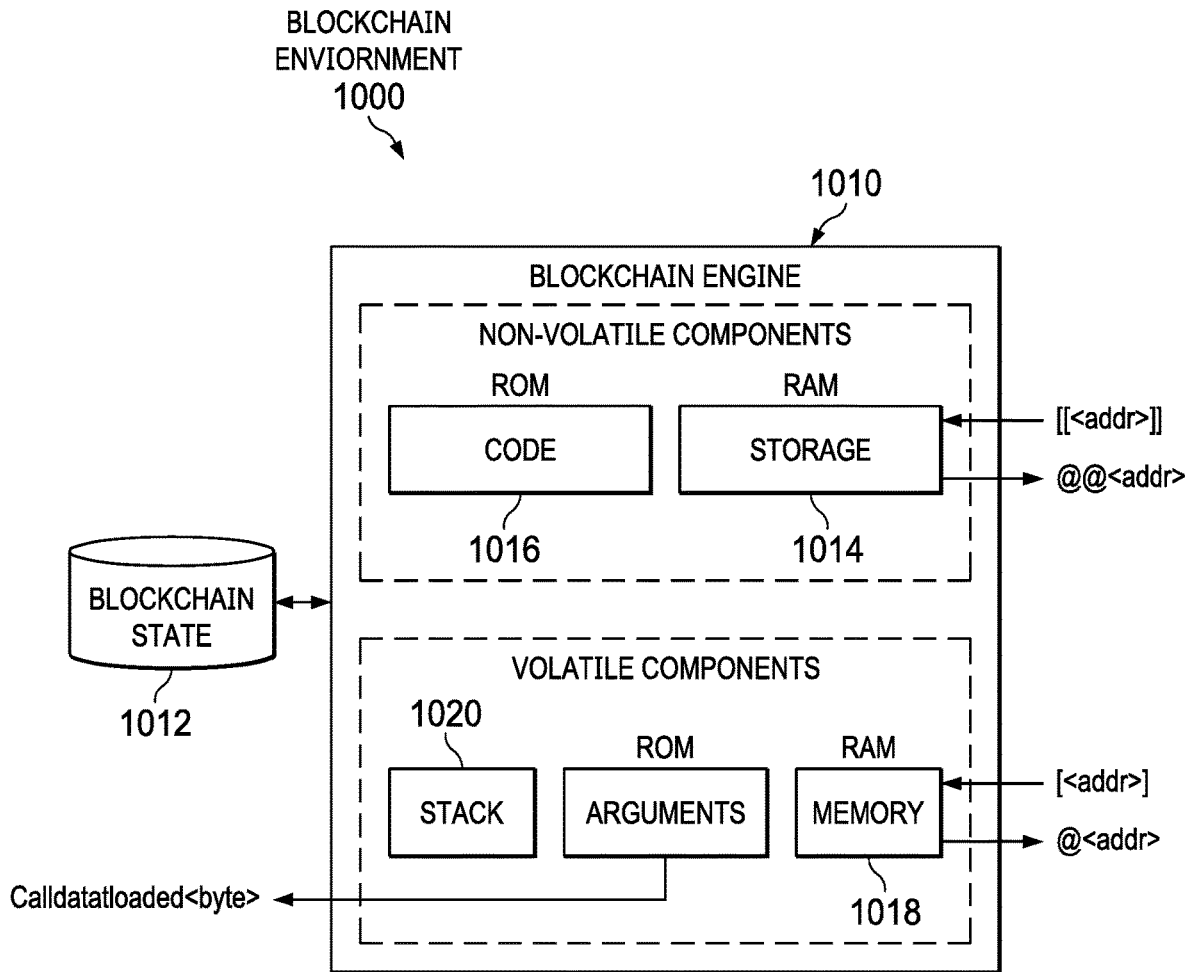 BLOCKCHAIN
ENVIORNMENT
1000
1010
BLOCKCHAIN ENGINE
NON-VOLATILE COMPONENTS
ROM
RAM
CODE
STORAGE
[[<addr>]]
@@<addr>
1016
1014
BLOCKCHAIN
STATE
1012
VOLATILE COMPONENTS
1020
ROM
RAM
STACK
ARGUMENTS
MEMORY
[<addr>]
@<addr>
Calldatatloaded<byte>
1018